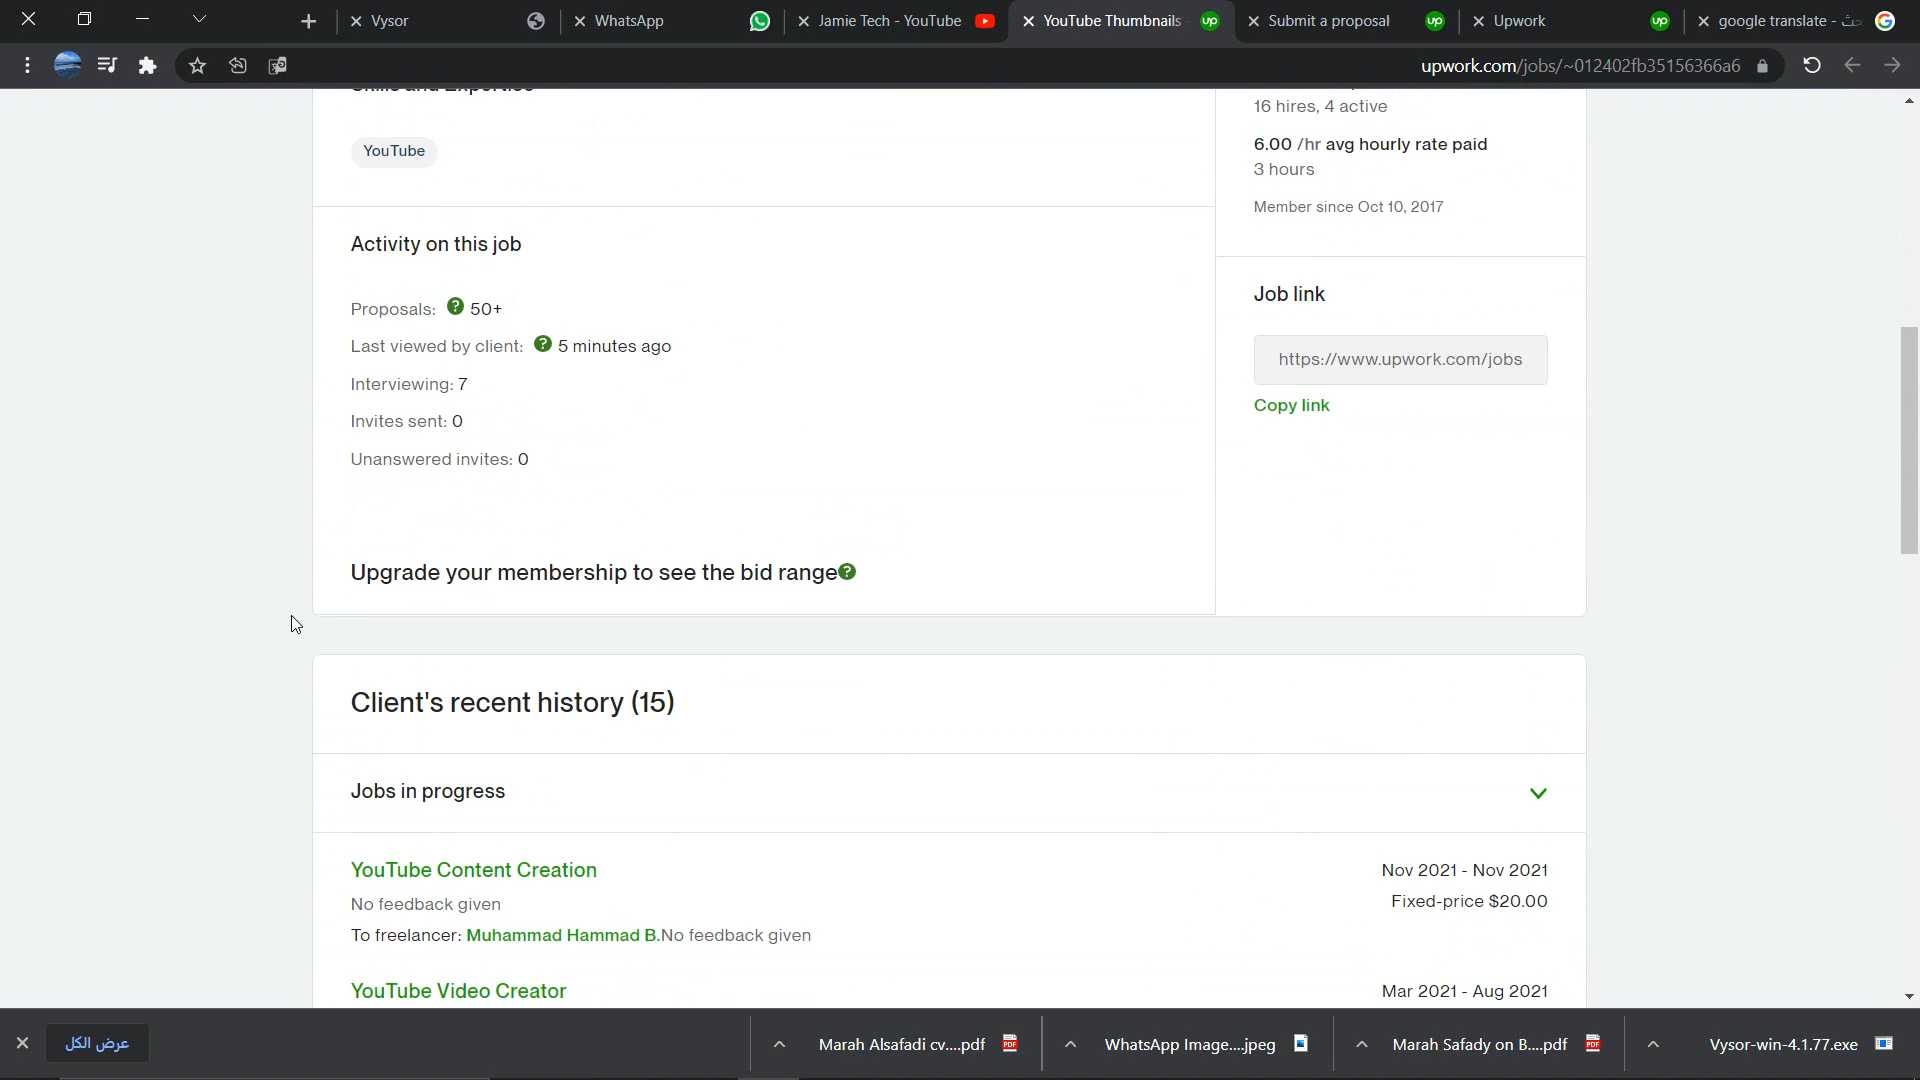 Vysor
WhatsApp
Jamie Tech - YouTube
YouTube Thumbnails
up
Submit a proposal
up
Upwork
up
google translate -
upwork.com/jobs/~012402fb35156366a6
Skills and Expertise
YouTube
16 hires, 4 active
6.00 /hr avg hourly rate paid
3 hours
Member since Oct 10, 2017
Activity on this job
Proposals: ? 50+
Last viewed by client: ? 5 minutes ago
Interviewing: 7
Invites sent: 0
Unanswered invites: 0
Upgrade your membership to see the bid range ?
Job link
https://www.upwork.com/jobs
Copy link
Client's recent history (15)
Jobs in progress
YouTube Content Creation
Nov 2021 - Nov 2021
No feedback given
Fixed-price $20.00
To freelancer: Muhammad Hammad B.No feedback given
YouTube Video Creator
Mar 2021 - Aug 2021
عرض الكل
Marah Alsafadi cv....pdf
PDF
WhatsApp Image....jpeg
Marah Safady on B....pdf
PDF
Vysor-win-4.1.77.exe